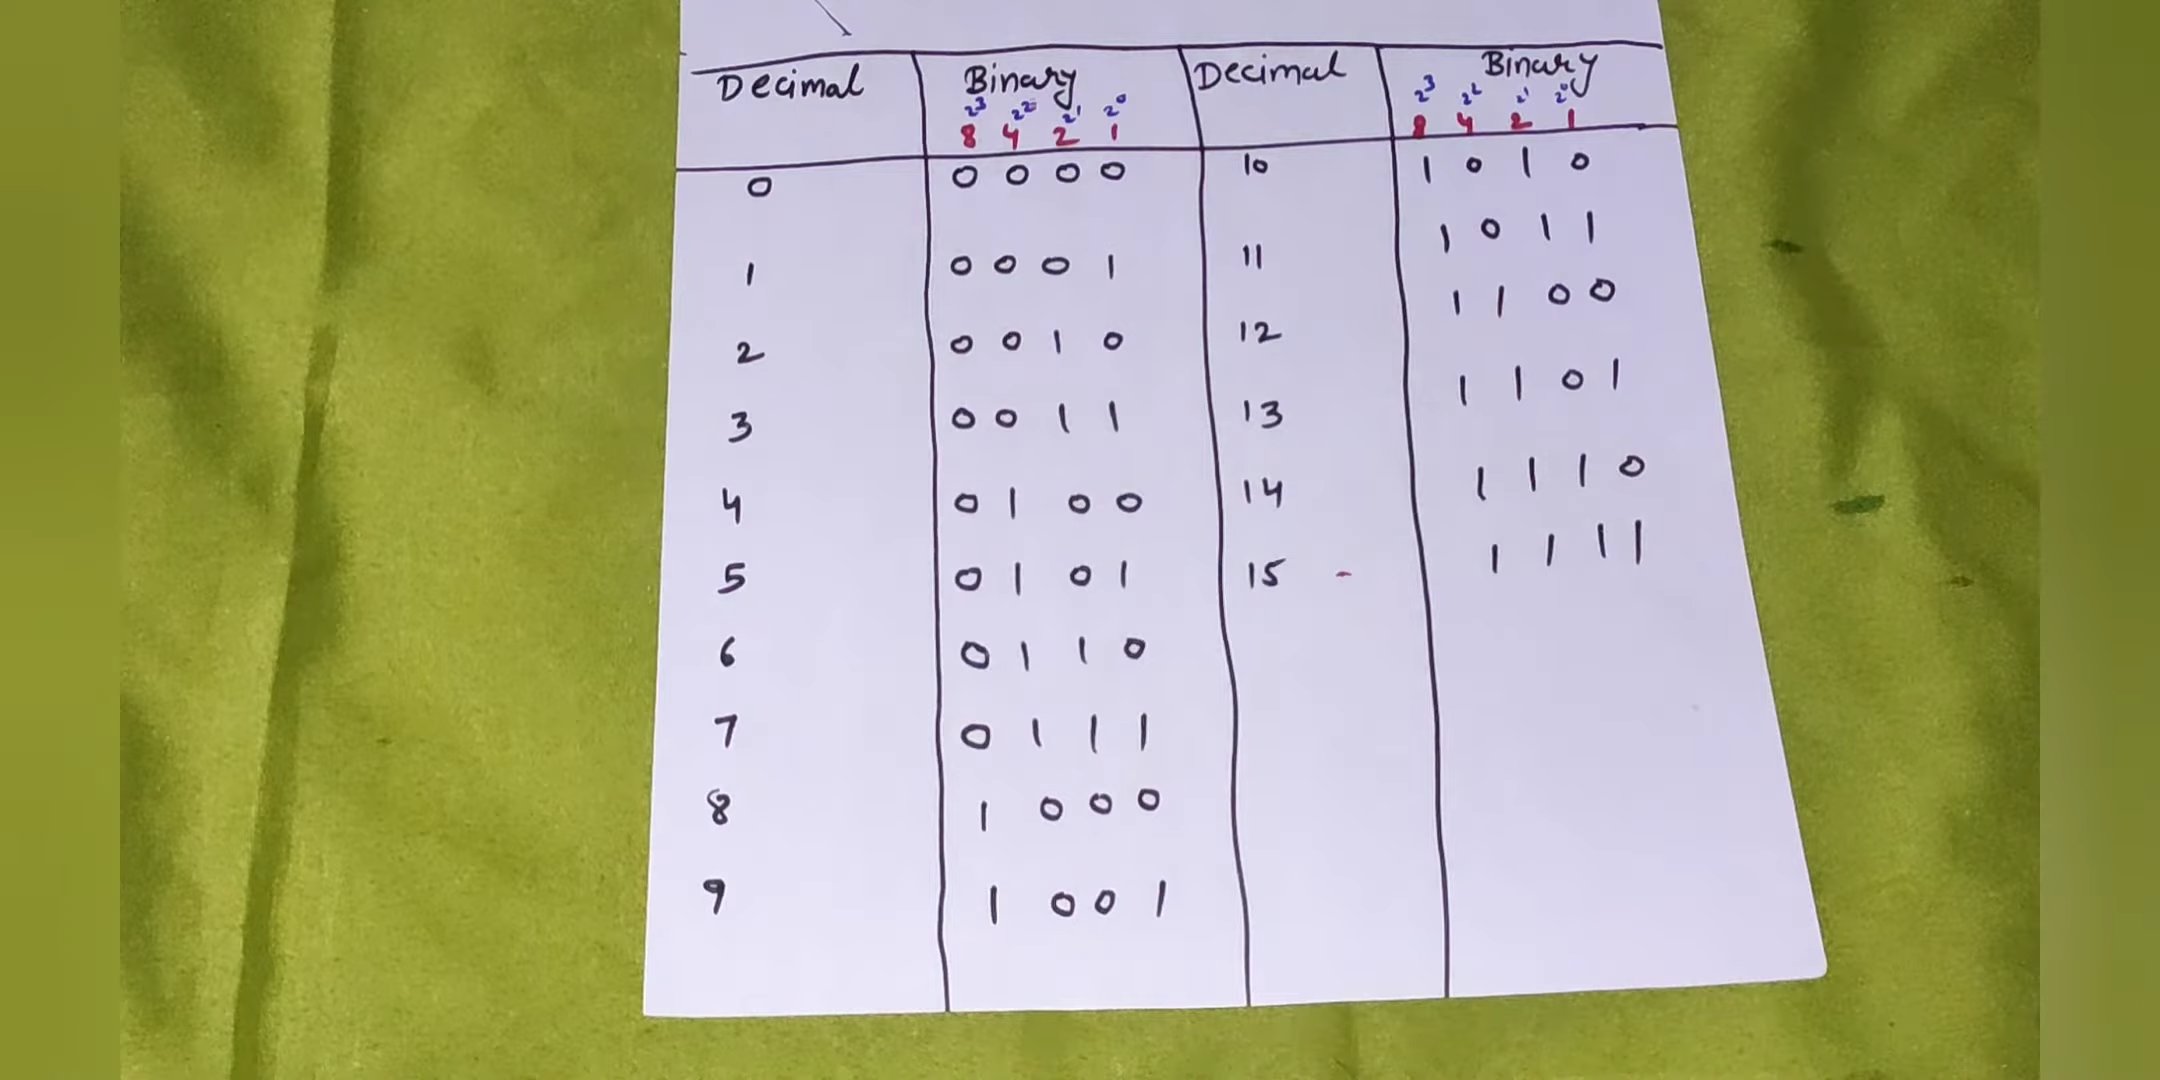 Decimal Binary Decimal Binary
2³ 2² 2¹ 2⁰ 2³ 2² 2¹ 2⁰
8 4 2 1 8 4 2 1
0 0 0 0 0 10 1 0 1 0
1 0 0 0 1 11 1 0 1 1
2 0 0 1 0 12 1 1 0 0
3 0 0 1 1 13 1 1 0 1
4 0 1 0 0 14 1 1 1 0
5 0 1 0 1 15 - 1 1 1 1
6 0 1 1 0
7 0 1 1 1
8 1 0 0 0
9 1 0 0 1